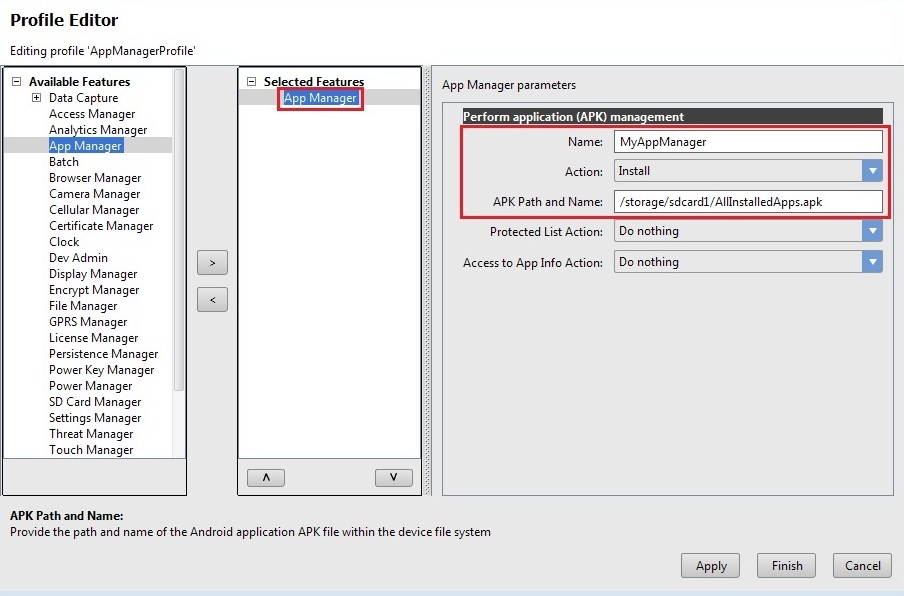 Profile Editor
Editing profile 'AppManagerProfile'
Available Features
Data Capture
Access Manager
Analytics Manager
App Manager
Batch
Browser Manager
Camera Manager
Cellular Manager
Certificate Manager
Clock
Dev Admin
Display Manager
Encrypt Manager
File Manager
GPRS Manager
License Manager
Persistence Manager
Power Key Manager
Power Manager
SD Card Manager
Settings Manager
Threat Manager
Touch Manager
>
<
Selected Features
App Manager
App Manager parameters
Perform application (APK) management
Name: MyAppManager
Action: Install
APK Path and Name: /storage/sdcard1/AllInstalledApps.apk
Protected List Action: Do nothing
Access to App Info Action: Do nothing
APK Path and Name:
Provide the path and name of the Android application APK file within the device file system
Apply Finish Cancel